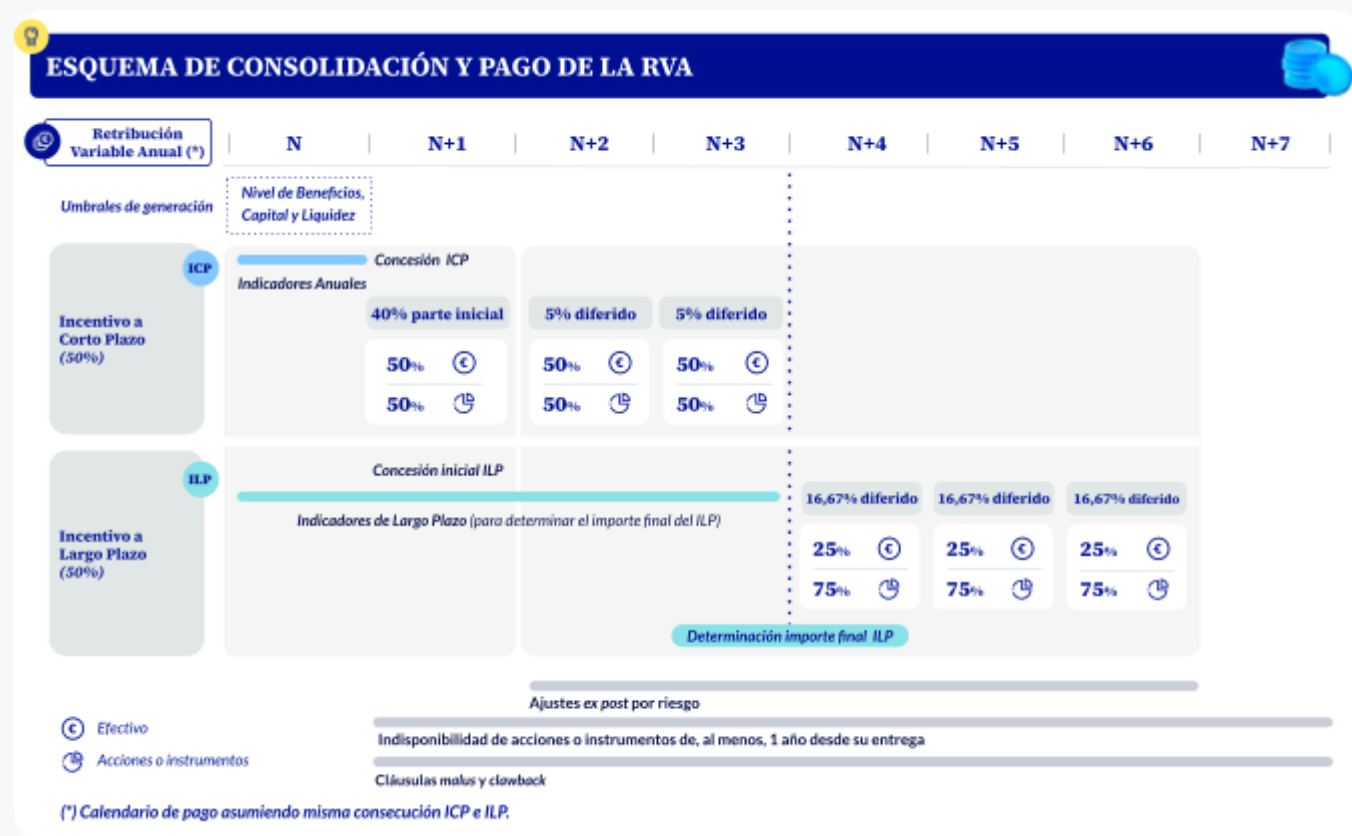 ESQUEMA DE CONSOLIDACIÓN Y PAGO DE LA RVA
Retribución
Variable Anual (*)
N
N+1
N+2
N+3
N+4
N+5
N+6
N+7
Umbrales de generación
Nivel de Beneficios,
Capital y Liquidez
ICP
Concesión ICP
Indicadores Anuales
Incentivo a
Corto Plazo
(50%)
40% parte inicial
5% diferido
5% diferido
50% €
50% €
50% €
50%
50%
50%
ILP
Concesión inicial ILP
Indicadores de Largo Plazo (para determinar el importe final del ILP)
Incentivo a
Largo Plazo
(50%)
16,67% diferido
16,67% diferido
16,67% diferido
25% €
25% €
25% €
75%
75%
75%
Determinación importe final ILP
Ajustes ex post por riesgo
Indisponibilidad de acciones o instrumentos de, al menos, 1 año desde su entrega
Cláusulas malus y clawback
€ Efectivo
Acciones o instrumentos
(*) Calendario de pago asumiendo misma consecución ICP e ILP.